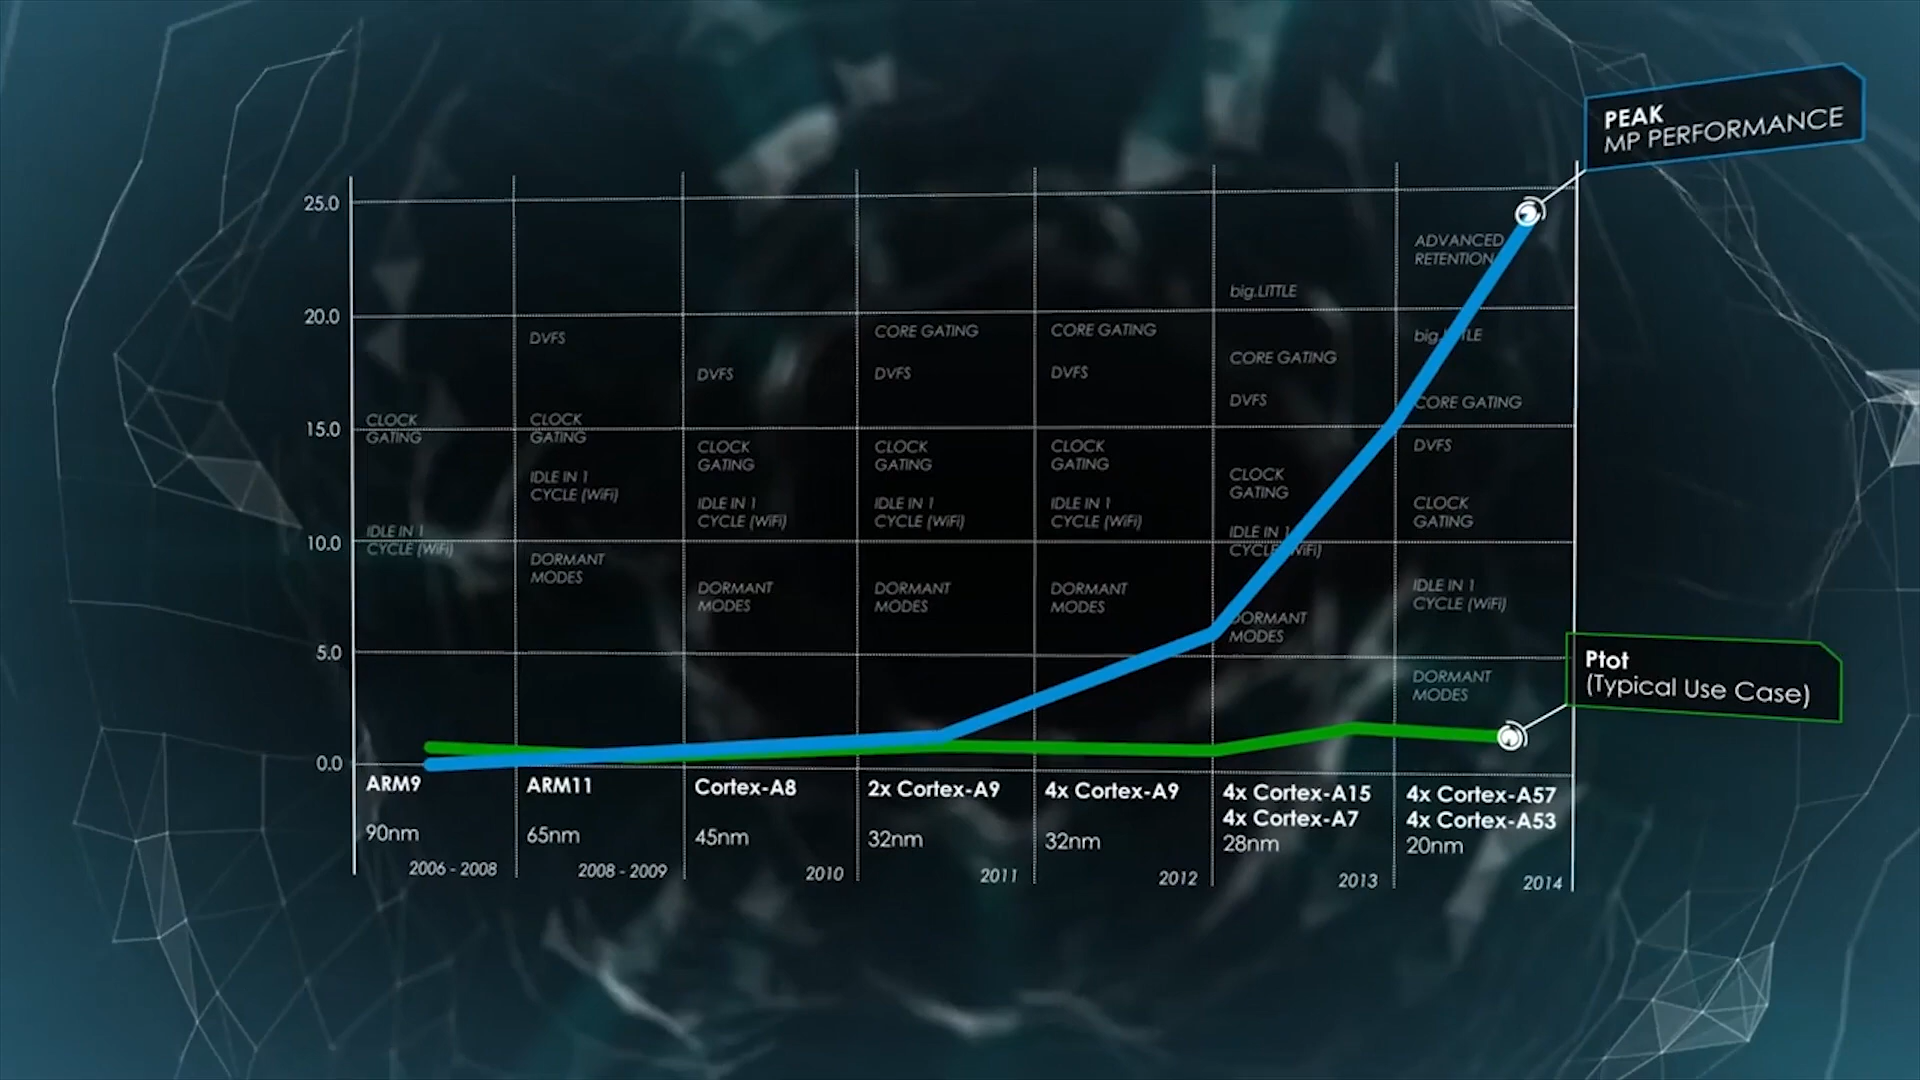 PEAK
MP PERFORMANCE
25.0
20.0
15.0
10.0
5.0
0.0
CLOCK
GATING
IDLE IN 1
CYCLE (WiFi)
ARM9
90nm
2006 - 2008
DVFS
CLOCK
GATING
IDLE IN 1
CYCLE (WiFi)
DORMANT
MODES
ARM11
65nm
2008 - 2009
DVFS
CLOCK
GATING
IDLE IN 1
CYCLE (WiFi)
DORMANT
MODES
Cortex-A8
45nm
2010
CORE GATING
DVFS
CLOCK
GATING
IDLE IN 1
CYCLE (WiFi)
DORMANT
MODES
2x Cortex-A9
32nm
2011
CORE GATING
DVFS
CLOCK
GATING
IDLE IN 1
CYCLE (WiFi)
DORMANT
MODES
4x Cortex-A9
32nm
2012
big.LITTLE
CORE GATING
DVFS
CLOCK
GATING
IDLE IN 1
CYCLE (WiFi)
DORMANT
MODES
4x Cortex-A15
4x Cortex-A7
28nm
2013
ADVANCED
RETENTION
big.LITTLE
CORE GATING
DVFS
CLOCK
GATING
IDLE IN 1
CYCLE (WiFi)
DORMANT
MODES
4x Cortex-A57
4x Cortex-A53
20nm
2014
Ptot
(Typical Use Case)